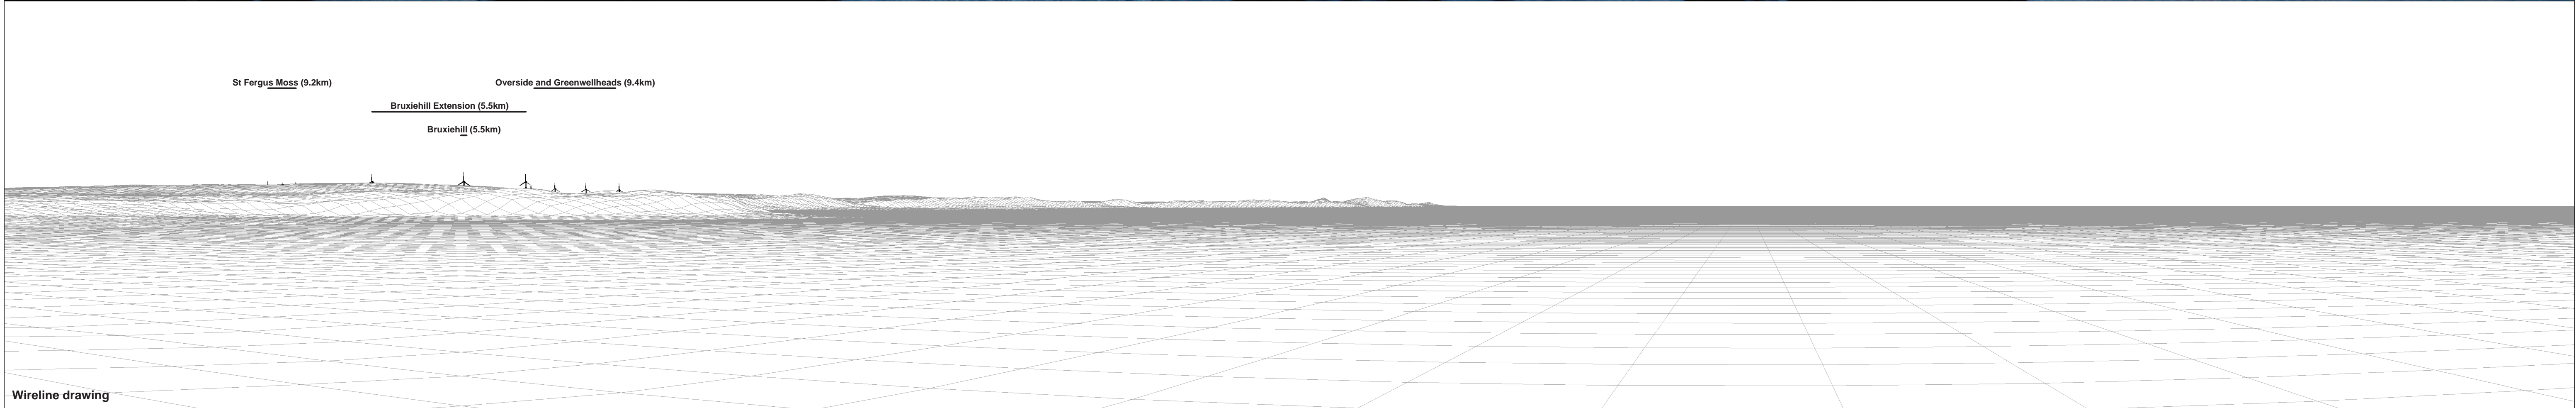 St Fergus Moss (9.2km)
Overside and Greenwellheads (9.4km)
Bruxiehill Extension (5.5km)
Bruxiehill (5.5km)
Wireline drawing